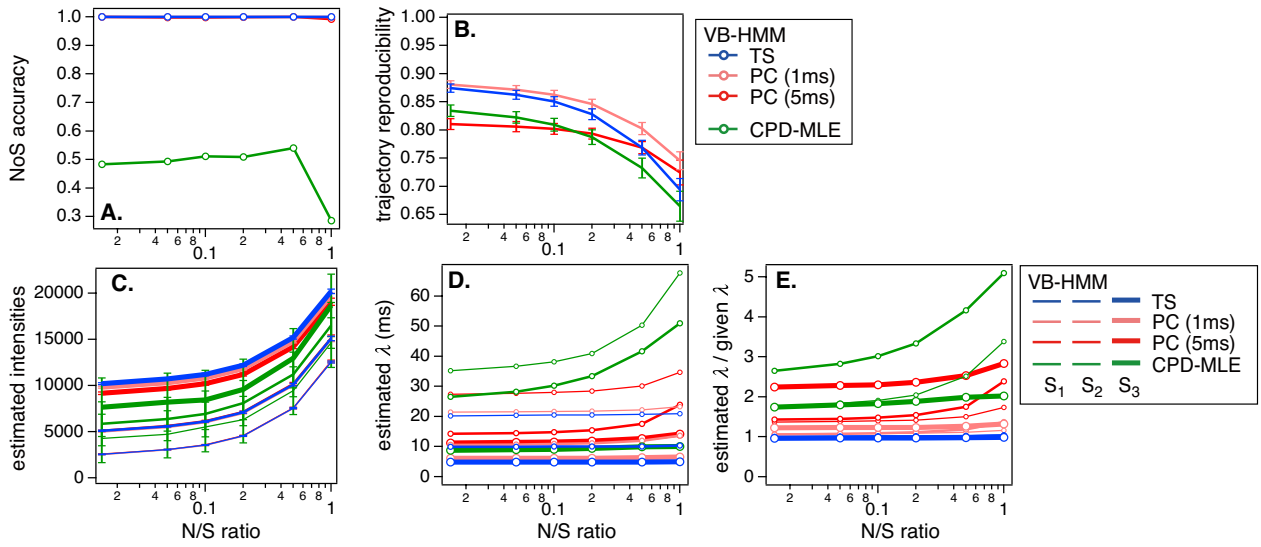 NoS accuracy
1.0
0.9
0.8
0.7
0.6
0.5
0.4
0.3
A.
2 4 6 8 2 4 6 8
0.1 1
trajectory reproducibility
1.00
0.95
0.90
0.85
0.80
0.75
0.70
0.65
B.
2 4 6 8 2 4 6 8
0.1 1
VB-HMM
TS
PC (1ms)
PC (5ms)
CPD-MLE
estimated intensities
20000
15000
10000
5000
0
C.
2 4 6 8 2 4 6 8
0.1 1
N/S ratio
estimated λ (ms)
60
50
40
30
20
10
0
D.
2 4 6 8 2 4 6 8
0.1 1
N/S ratio
estimated λ / given λ
5
4
3
2
1
0
E.
2 4 6 8 2 4 6 8
0.1 1
N/S ratio
VB-HMM
TS
PC (1ms)
PC (5ms)
CPD-MLE
S1 S2 S3